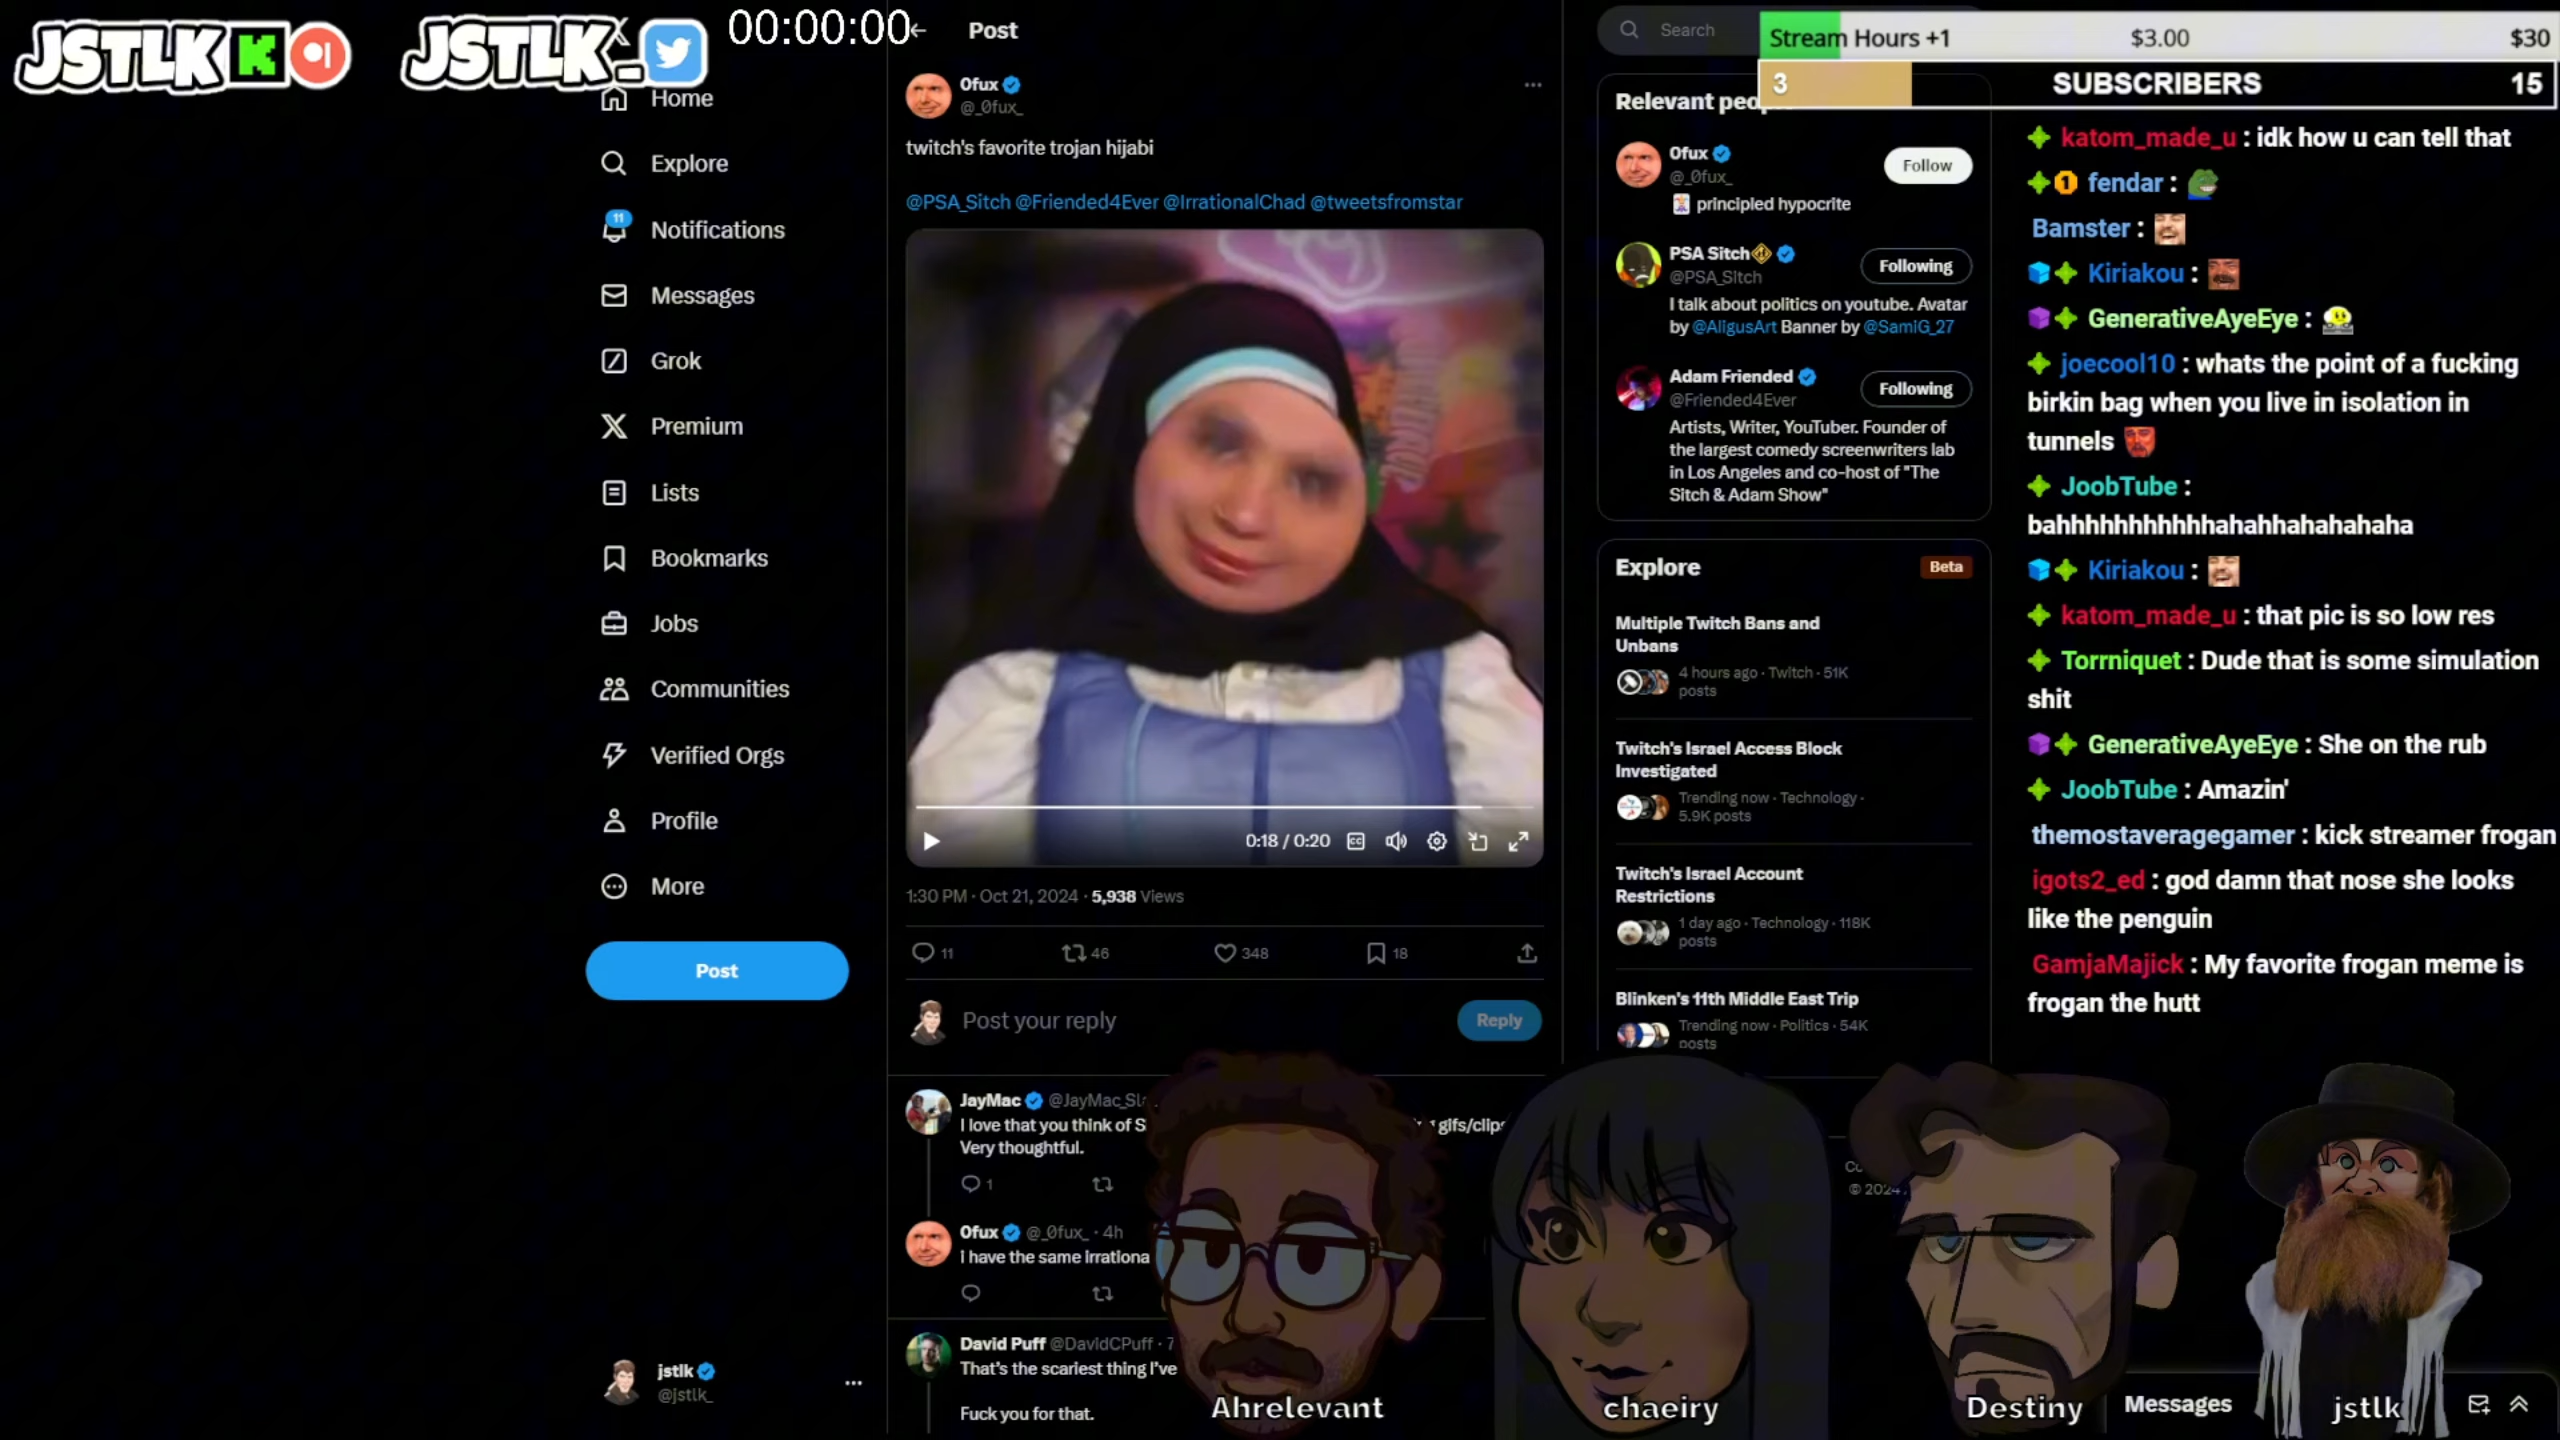 JSTLK K
JSTLK_
00:00:00
Home
Explore
11
Notifications
Messages
Grok
Premium
Lists
Bookmarks
Jobs
Communities
Verified Orgs
Profile
More
Post
jstlk
@jstlk_
Post
0fux
@_0fux_
twitch's favorite trojan hijabi
@PSA_Sitch @Friended4Ever @IrrationalChad @tweetsfromstar
0:18 / 0:20
1:30 PM · Oct 21, 2024 · 5,938 Views
11
46
348
18
Post your reply
Reply
JayMac @JayMac_Sla
I love that you think of S
gifs/clips
Very thoughtful.
1
0fux @_0fux_ · 4h
i have the same irrationa
David Puff @DavidCPuff · 7
That's the scariest thing I've
Fuck you for that.
Search
Relevant peo
0fux
@_0fux_
Follow
principled hypocrite
PSA Sitch
@PSA_Sitch
Following
I talk about politics on youtube. Avatar
by @AligusArt Banner by @SamiG_27
Adam Friended
@Friended4Ever
Following
Artists, Writer, YouTuber. Founder of
the largest comedy screenwriters lab
in Los Angeles and co-host of "The
Sitch & Adam Show"
Explore
Beta
Multiple Twitch Bans and
Unbans
4 hours ago · Twitch · 51K
posts
Twitch's Israel Access Block
Investigated
Trending now · Technology ·
5.9K posts
Twitch's Israel Account
Restrictions
1 day ago · Technology · 118K
posts
Blinken's 11th Middle East Trip
Trending now · Politics · 54K
posts
© 2024
Stream Hours +1 $3.00 $30
3 SUBSCRIBERS 15
katom_made_u : idk how u can tell that
1 fendar :
Bamster :
Kiriakou :
GenerativeAyeEye :
joecool10 : whats the point of a fucking
birkin bag when you live in isolation in
tunnels
JoobTube :
bahhhhhhhhhhhahahhahahahaha
Kiriakou :
katom_made_u : that pic is so low res
Torrniquet : Dude that is some simulation
shit
GenerativeAyeEye : She on the rub
JoobTube : Amazin'
themostaveragegamer : kick streamer frogan
igots2_ed : god damn that nose she looks
like the penguin
GamjaMajick : My favorite frogan meme is
frogan the hutt
Ahrelevant
chaeiry
Destiny
Messages
jstlk